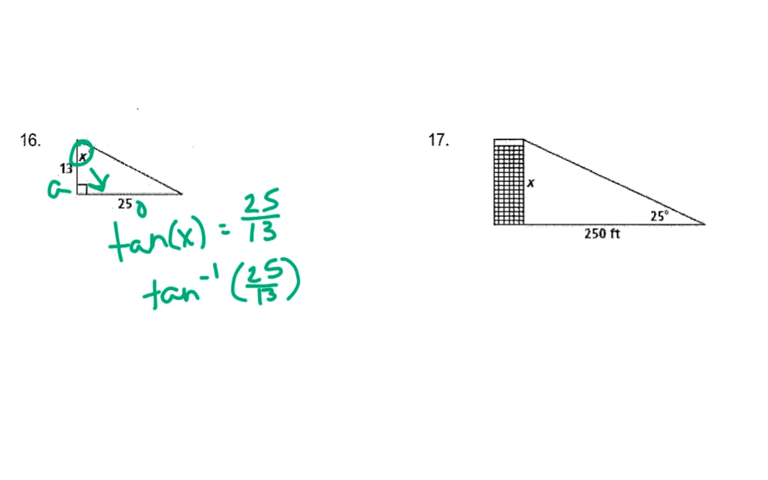 16.
x
13
a
25 o
tan(x) = 25/13
tan⁻¹ (25/13)
17.
x
25°
250 ft